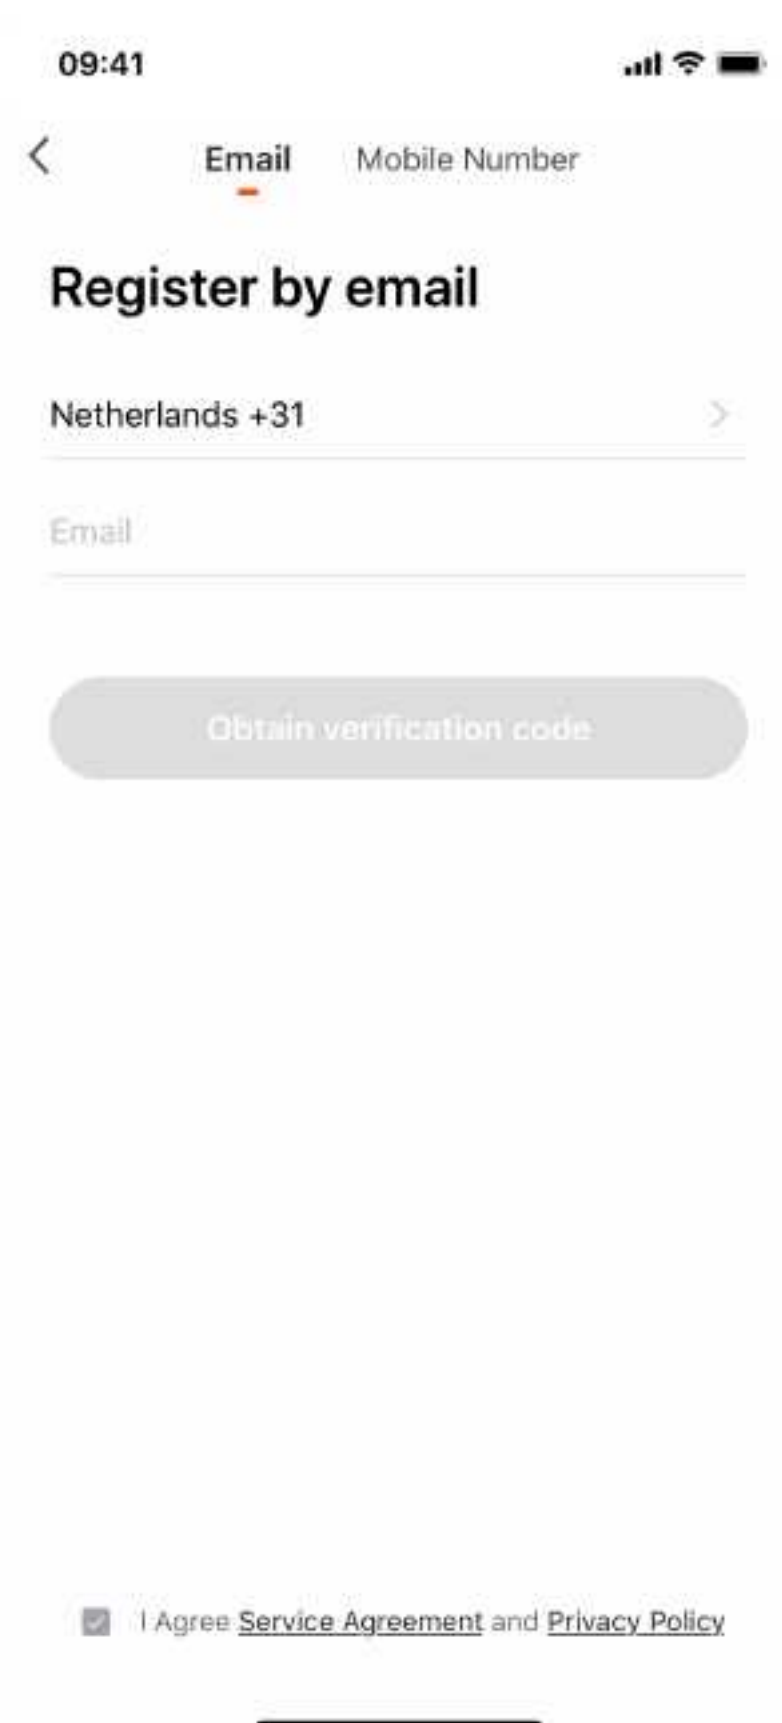 09:41
Email Mobile Number
Register by email
Netherlands +31
Email
Obtain verification code
I Agree Service Agreement and Privacy Policy